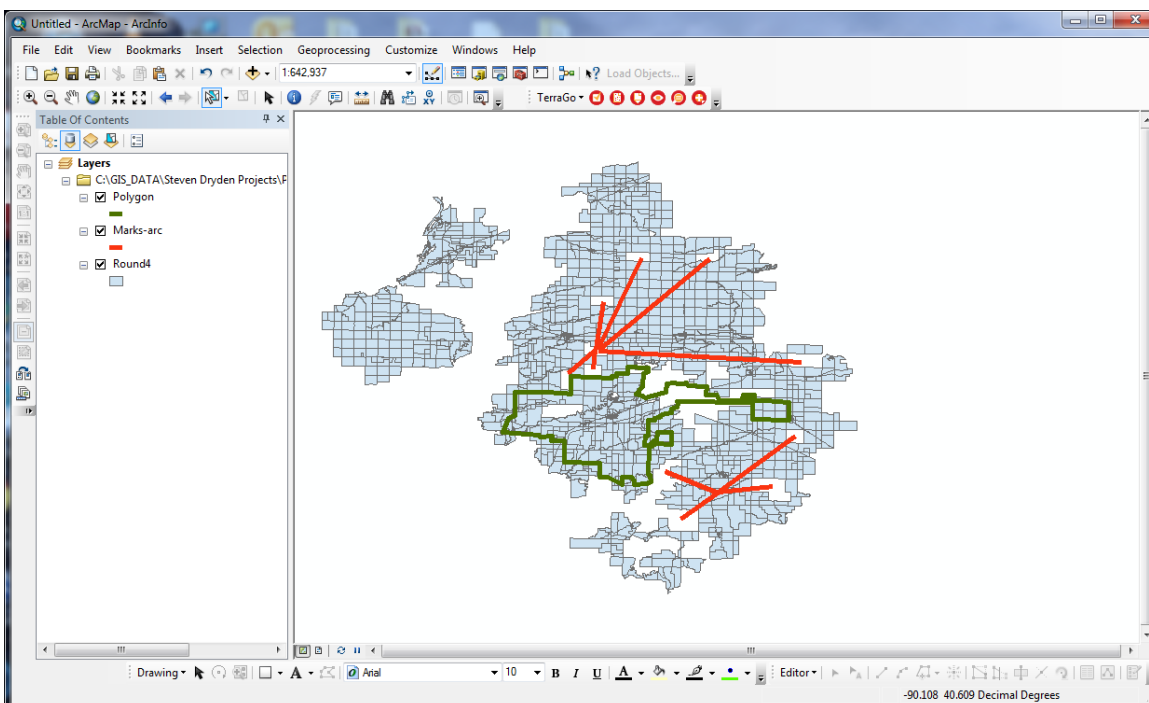 Untitled - ArcMap - ArcInfo
File Edit View Bookmarks Insert Selection Geoprocessing Customize Windows Help
1:642,937 Load Objects...
TerraGo
Table Of Contents
Layers
C:\GIS_DATA\Steven Dryden Projects\F
Polygon
Marks-arc
Round4
Drawing A Arial 10 B I U A Editor
-90.108 40.609 Decimal Degrees